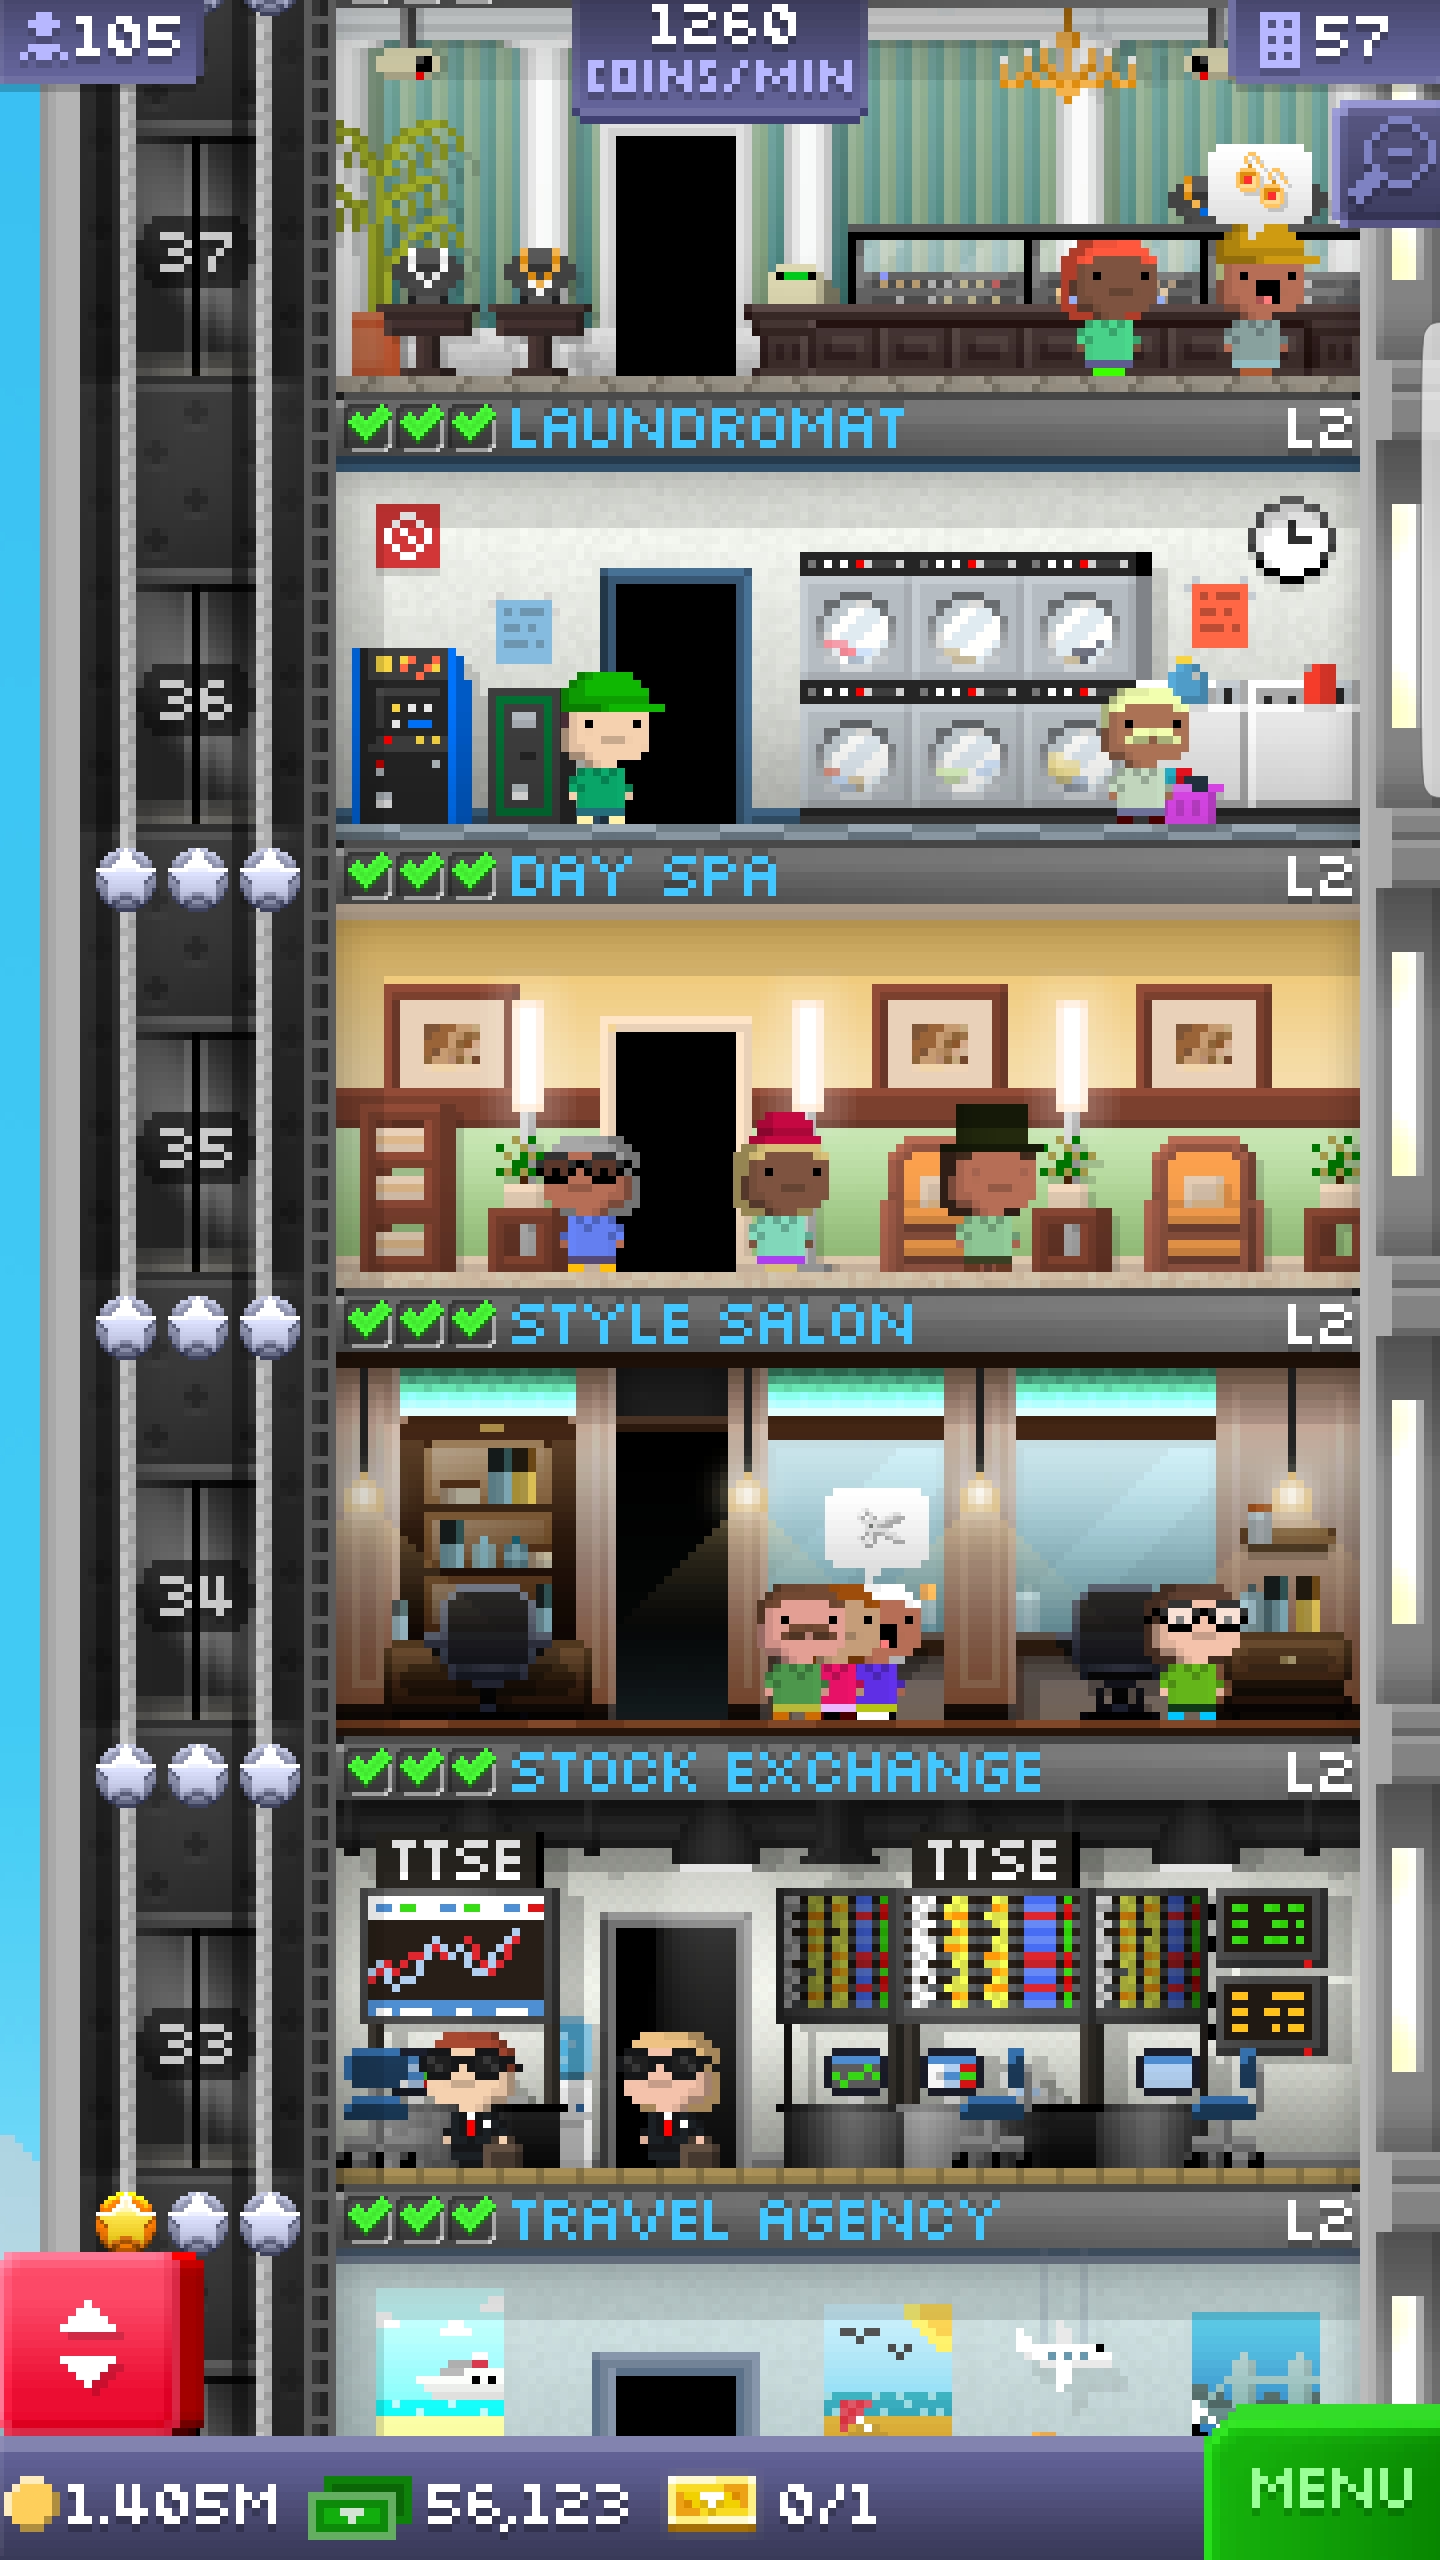 105
1260
COINS/MIN
57
37
LAUNDROMAT L2
36
DAY SPA L2
35
STYLE SALON L2
34
STOCK EXCHANGE L2
TTSE TTSE
33
TRAVEL AGENCY L2
1.405M 56,123 0/1
MENU